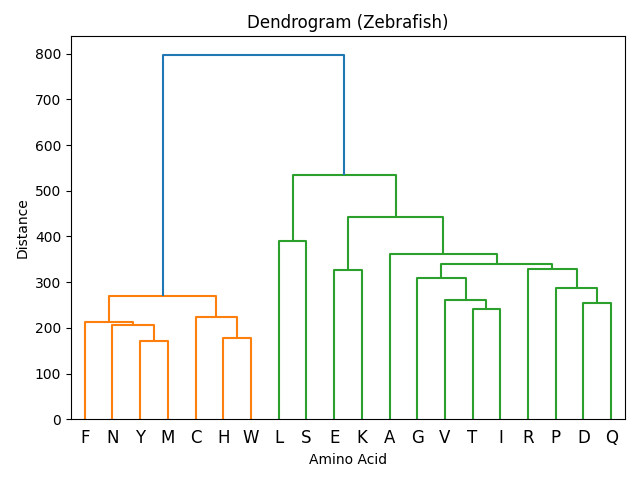 Dendrogram (Zebrafish)
800
700
600
500
400
300
200
100
0
Distance
F N Y M C H W L S E K A G V T I R P D Q
Amino Acid